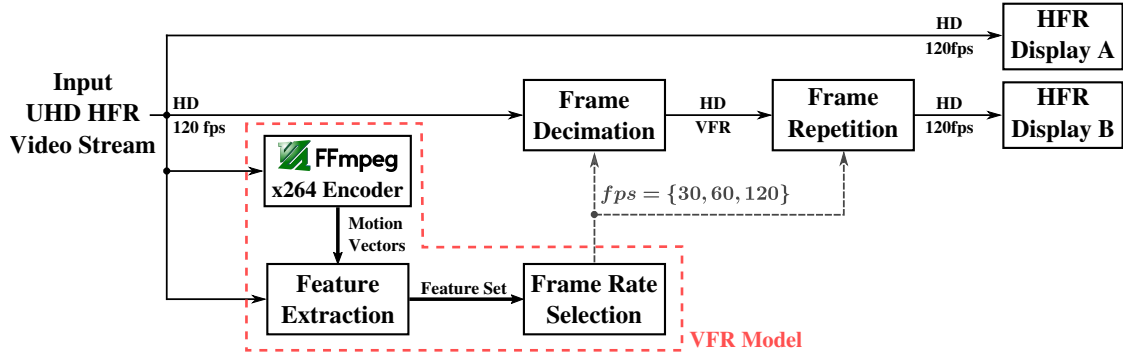 Input
UHD HFR
Video Stream
HD
120fps
HFR
Display A
HD
120 fps
Frame
Decimation
HD
VFR
Frame
Repetition
HD
120fps
HFR
Display B
FFmpeg
x264 Encoder
fps = {30, 60, 120}
Motion
Vectors
Feature
Extraction
Feature Set
Frame Rate
Selection
VFR Model